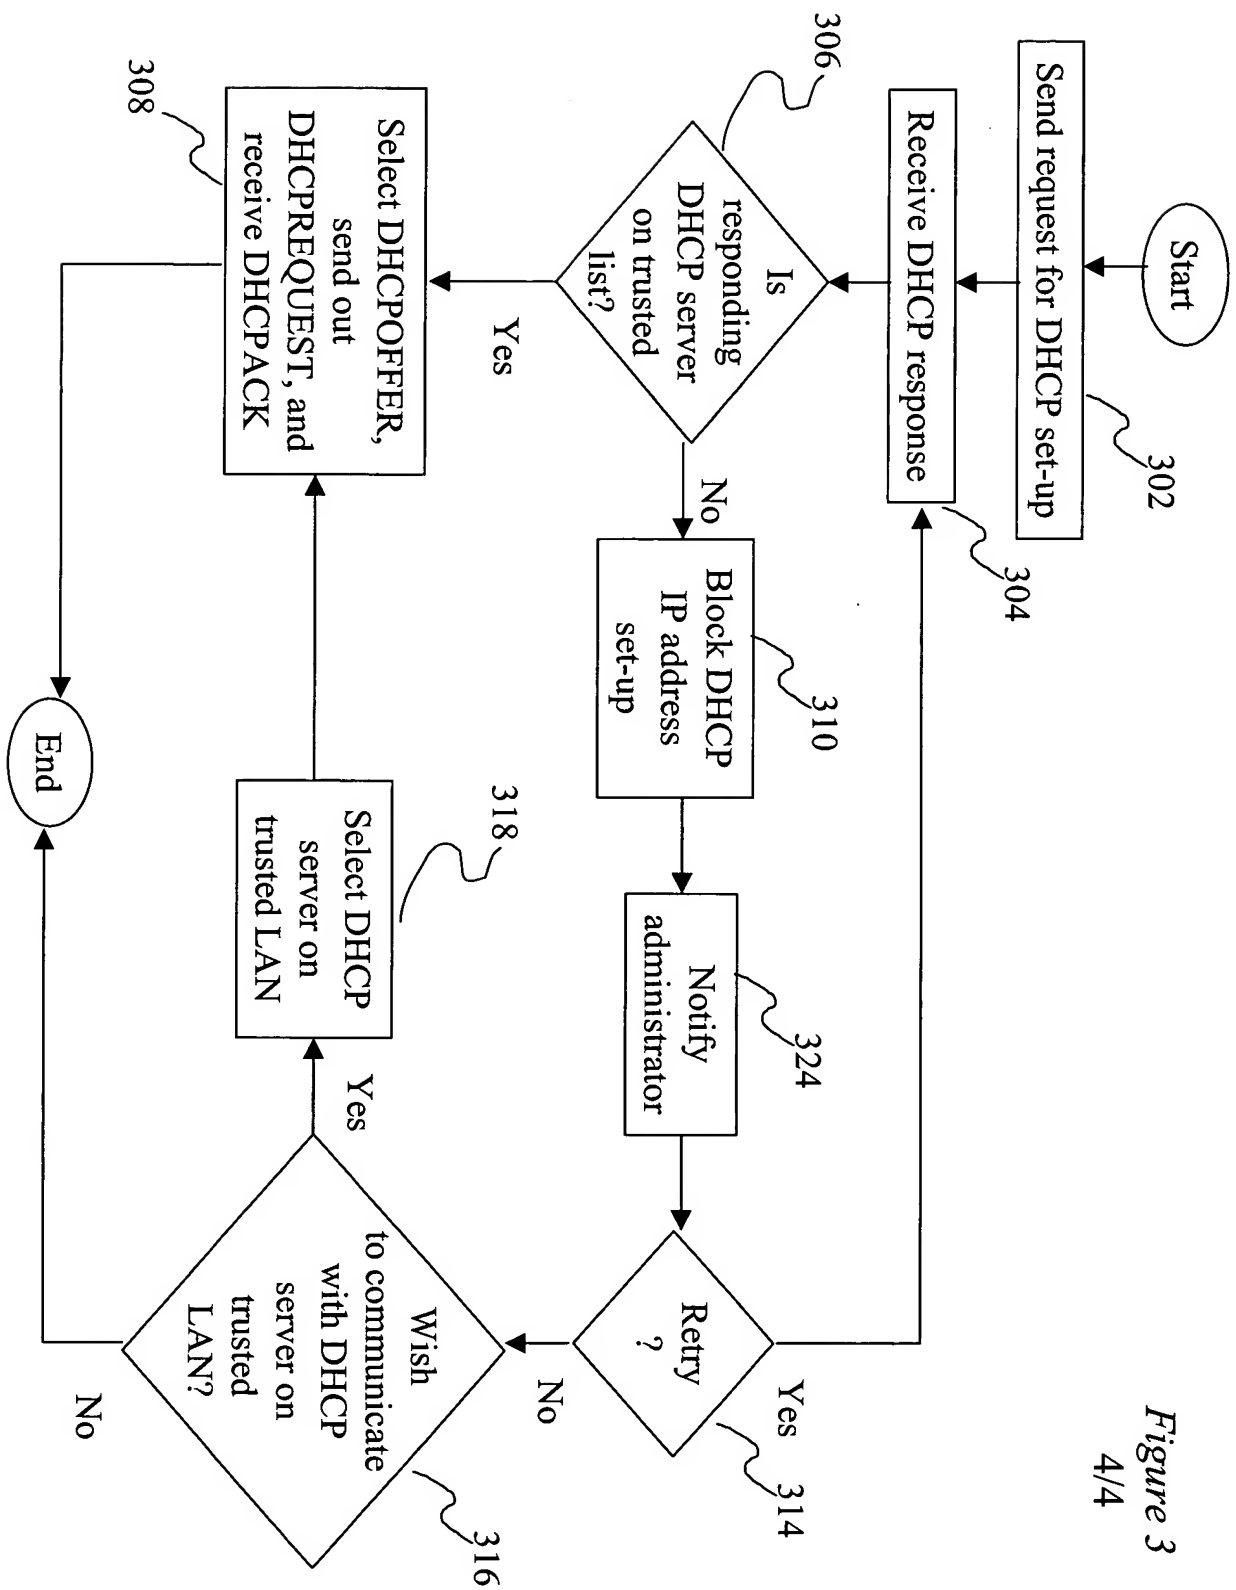 Figure 3
4/4
Start
Send request for DHCP set-up
302
Receive DHCP response
304
306
Is
responding
DHCP server
on trusted
list?
No
Yes
Block DHCP
IP address
set-up
310
Notify
administrator
324
Retry
?
Yes
No
314
Select DHCPOFFER,
send out
DHCPREQUEST, and
receive DHCPACK
308
Select DHCP
server on
trusted LAN
318
Yes
Wish
to communicate
with DHCP
server on
trusted
LAN?
316
No
End